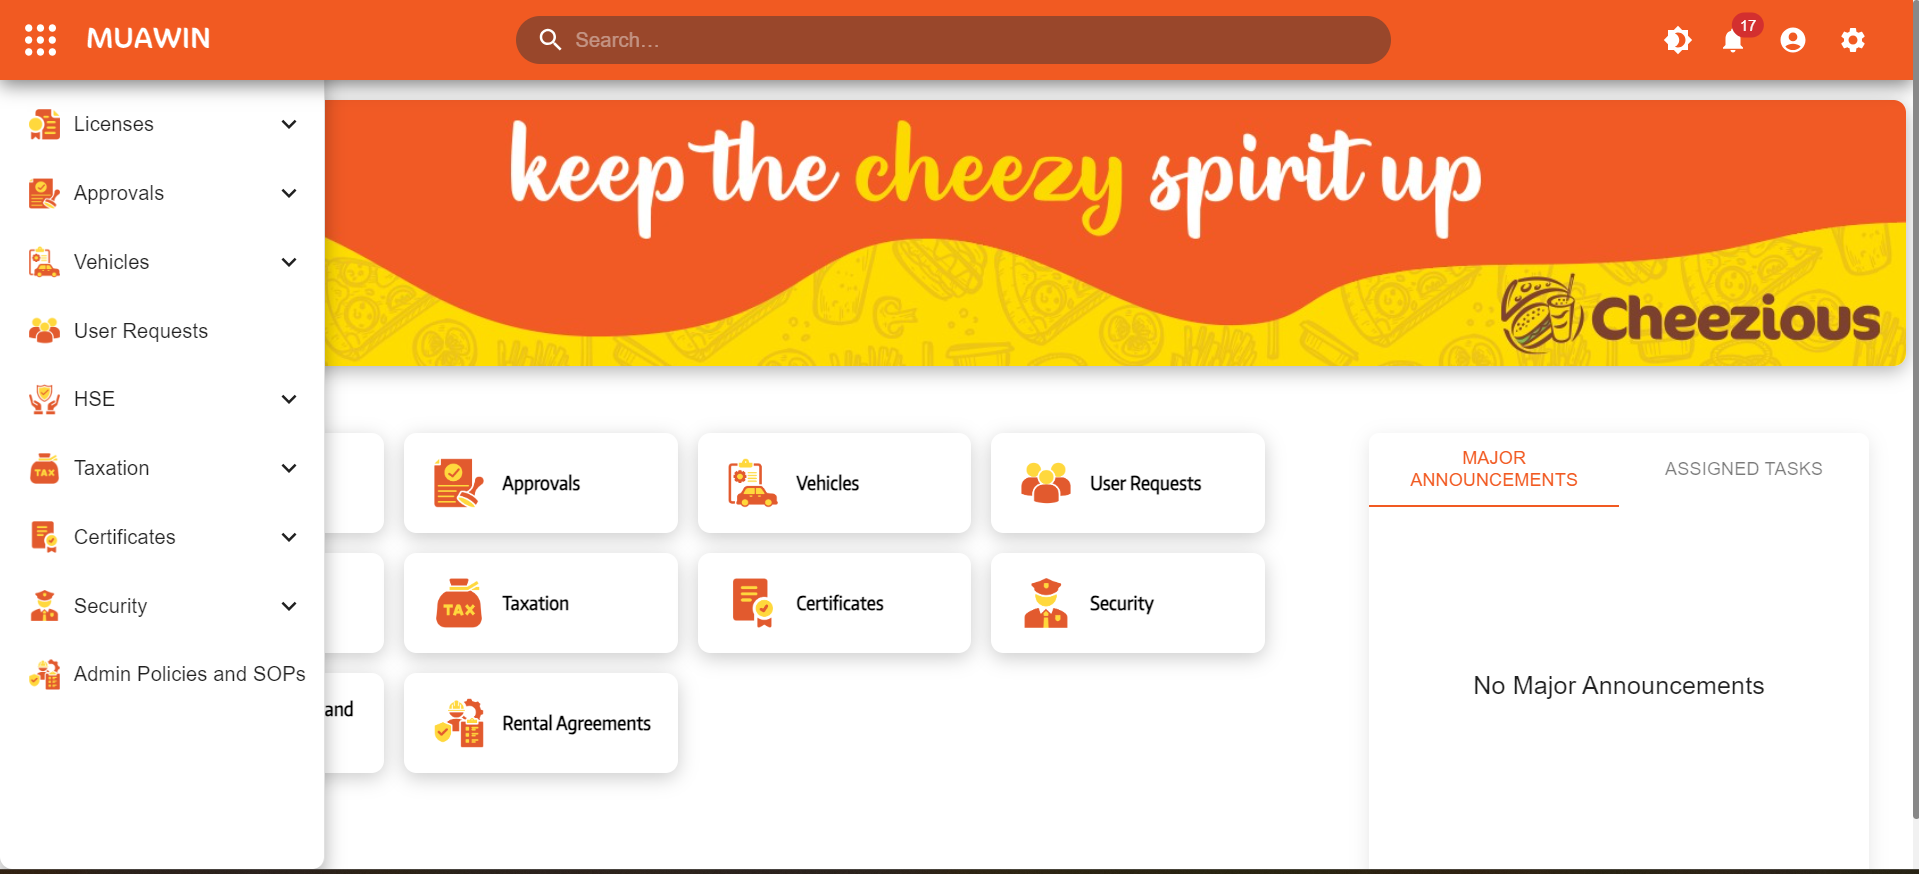 MUAWIN
Search...
17
Licenses
Approvals
Vehicles
User Requests
HSE
TAX
Taxation
Certificates
Security
Admin Policies and SOPs
keep the cheezy spirit up
Cheezious
Approvals
Vehicles
User Requests
TAX
Taxation
Certificates
Security
and
Rental Agreements
MAJOR
ANNOUNCEMENTS
ASSIGNED TASKS
No Major Announcements